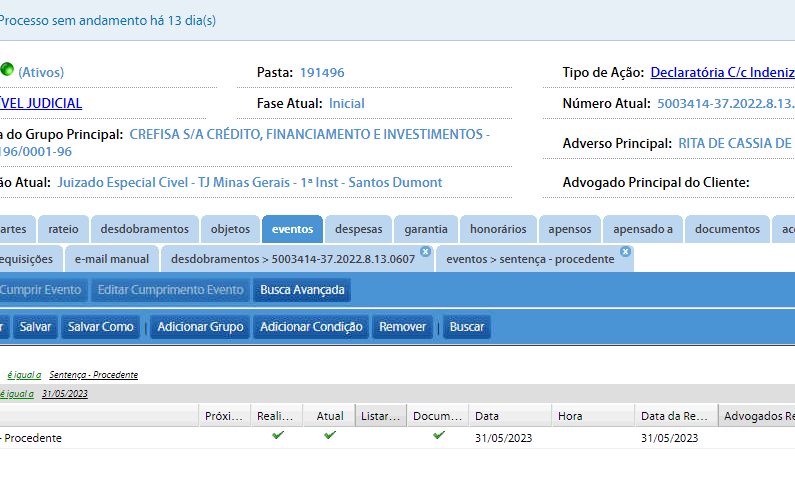 Processo sem andamento há 13 dia(s)
(Ativos) Pasta: 191496 Tipo de Ação: Declaratória C/c Indeniz
ÍVEL JUDICIAL Fase Atual: Inicial Número Atual: 5003414-37.2022.8.13.
a do Grupo Principal: CREFISA S/A CRÉDITO, FINANCIAMENTO E INVESTIMENTOS -
196/0001-96
Adverso Principal: RITA DE CASSIA DE
ão Atual: Juizado Especial Civel - TJ Minas Gerais - 1ª Inst - Santos Dumont Advogado Principal do Cliente:
artes rateio desdobramentos objetos eventos despesas garantia honorários apensos apensado a documentos ac
equisições e-mail manual desdobramentos > 5003414-37.2022.8.13.0607 eventos > sentença - procedente
Cumprir Evento Editar Cumprimento Evento Busca Avançada
r Salvar Salvar Como | Adicionar Grupo Adicionar Condição Remover | Buscar
é igual a Sentença - Procedente
é igual a 31/05/2023
Próxi... Reali... Atual Listar... Docum... Data Hora Data da Re... Advogados Re
- Procedente 31/05/2023 31/05/2023